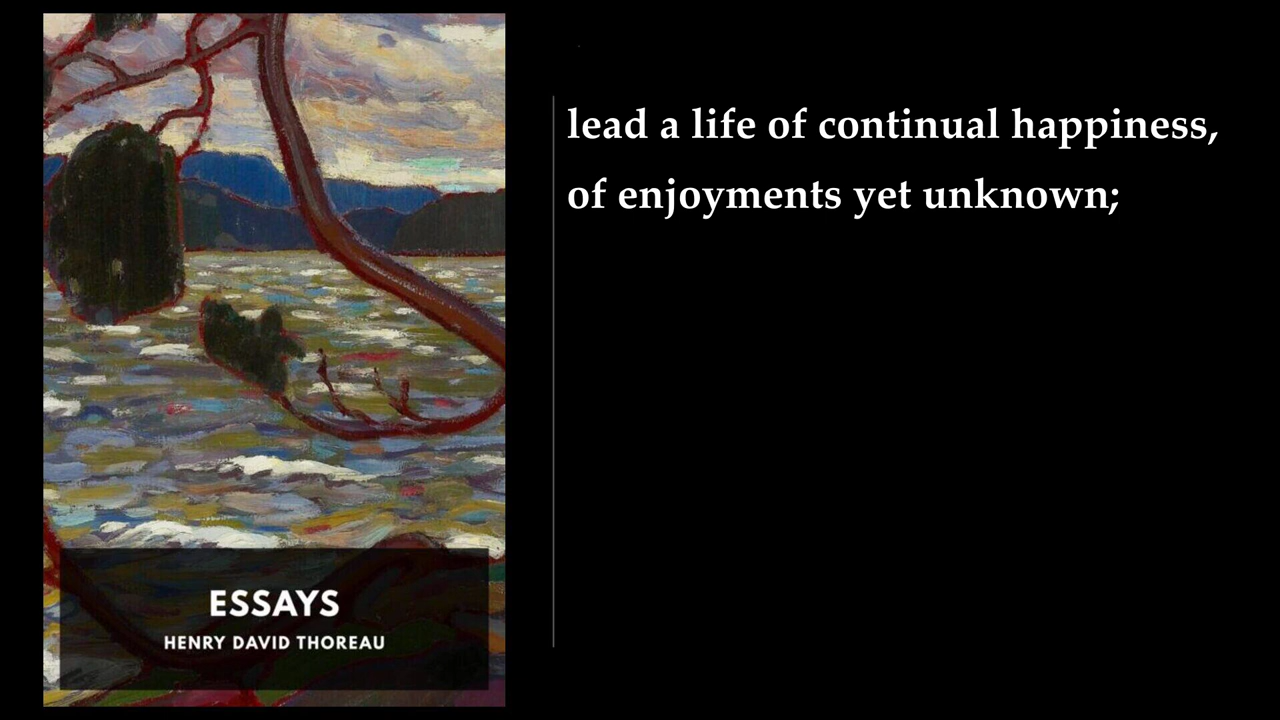 lead a life of continual happiness,
of enjoyments yet unknown;
ESSAYS
HENRY DAVID THOREAU